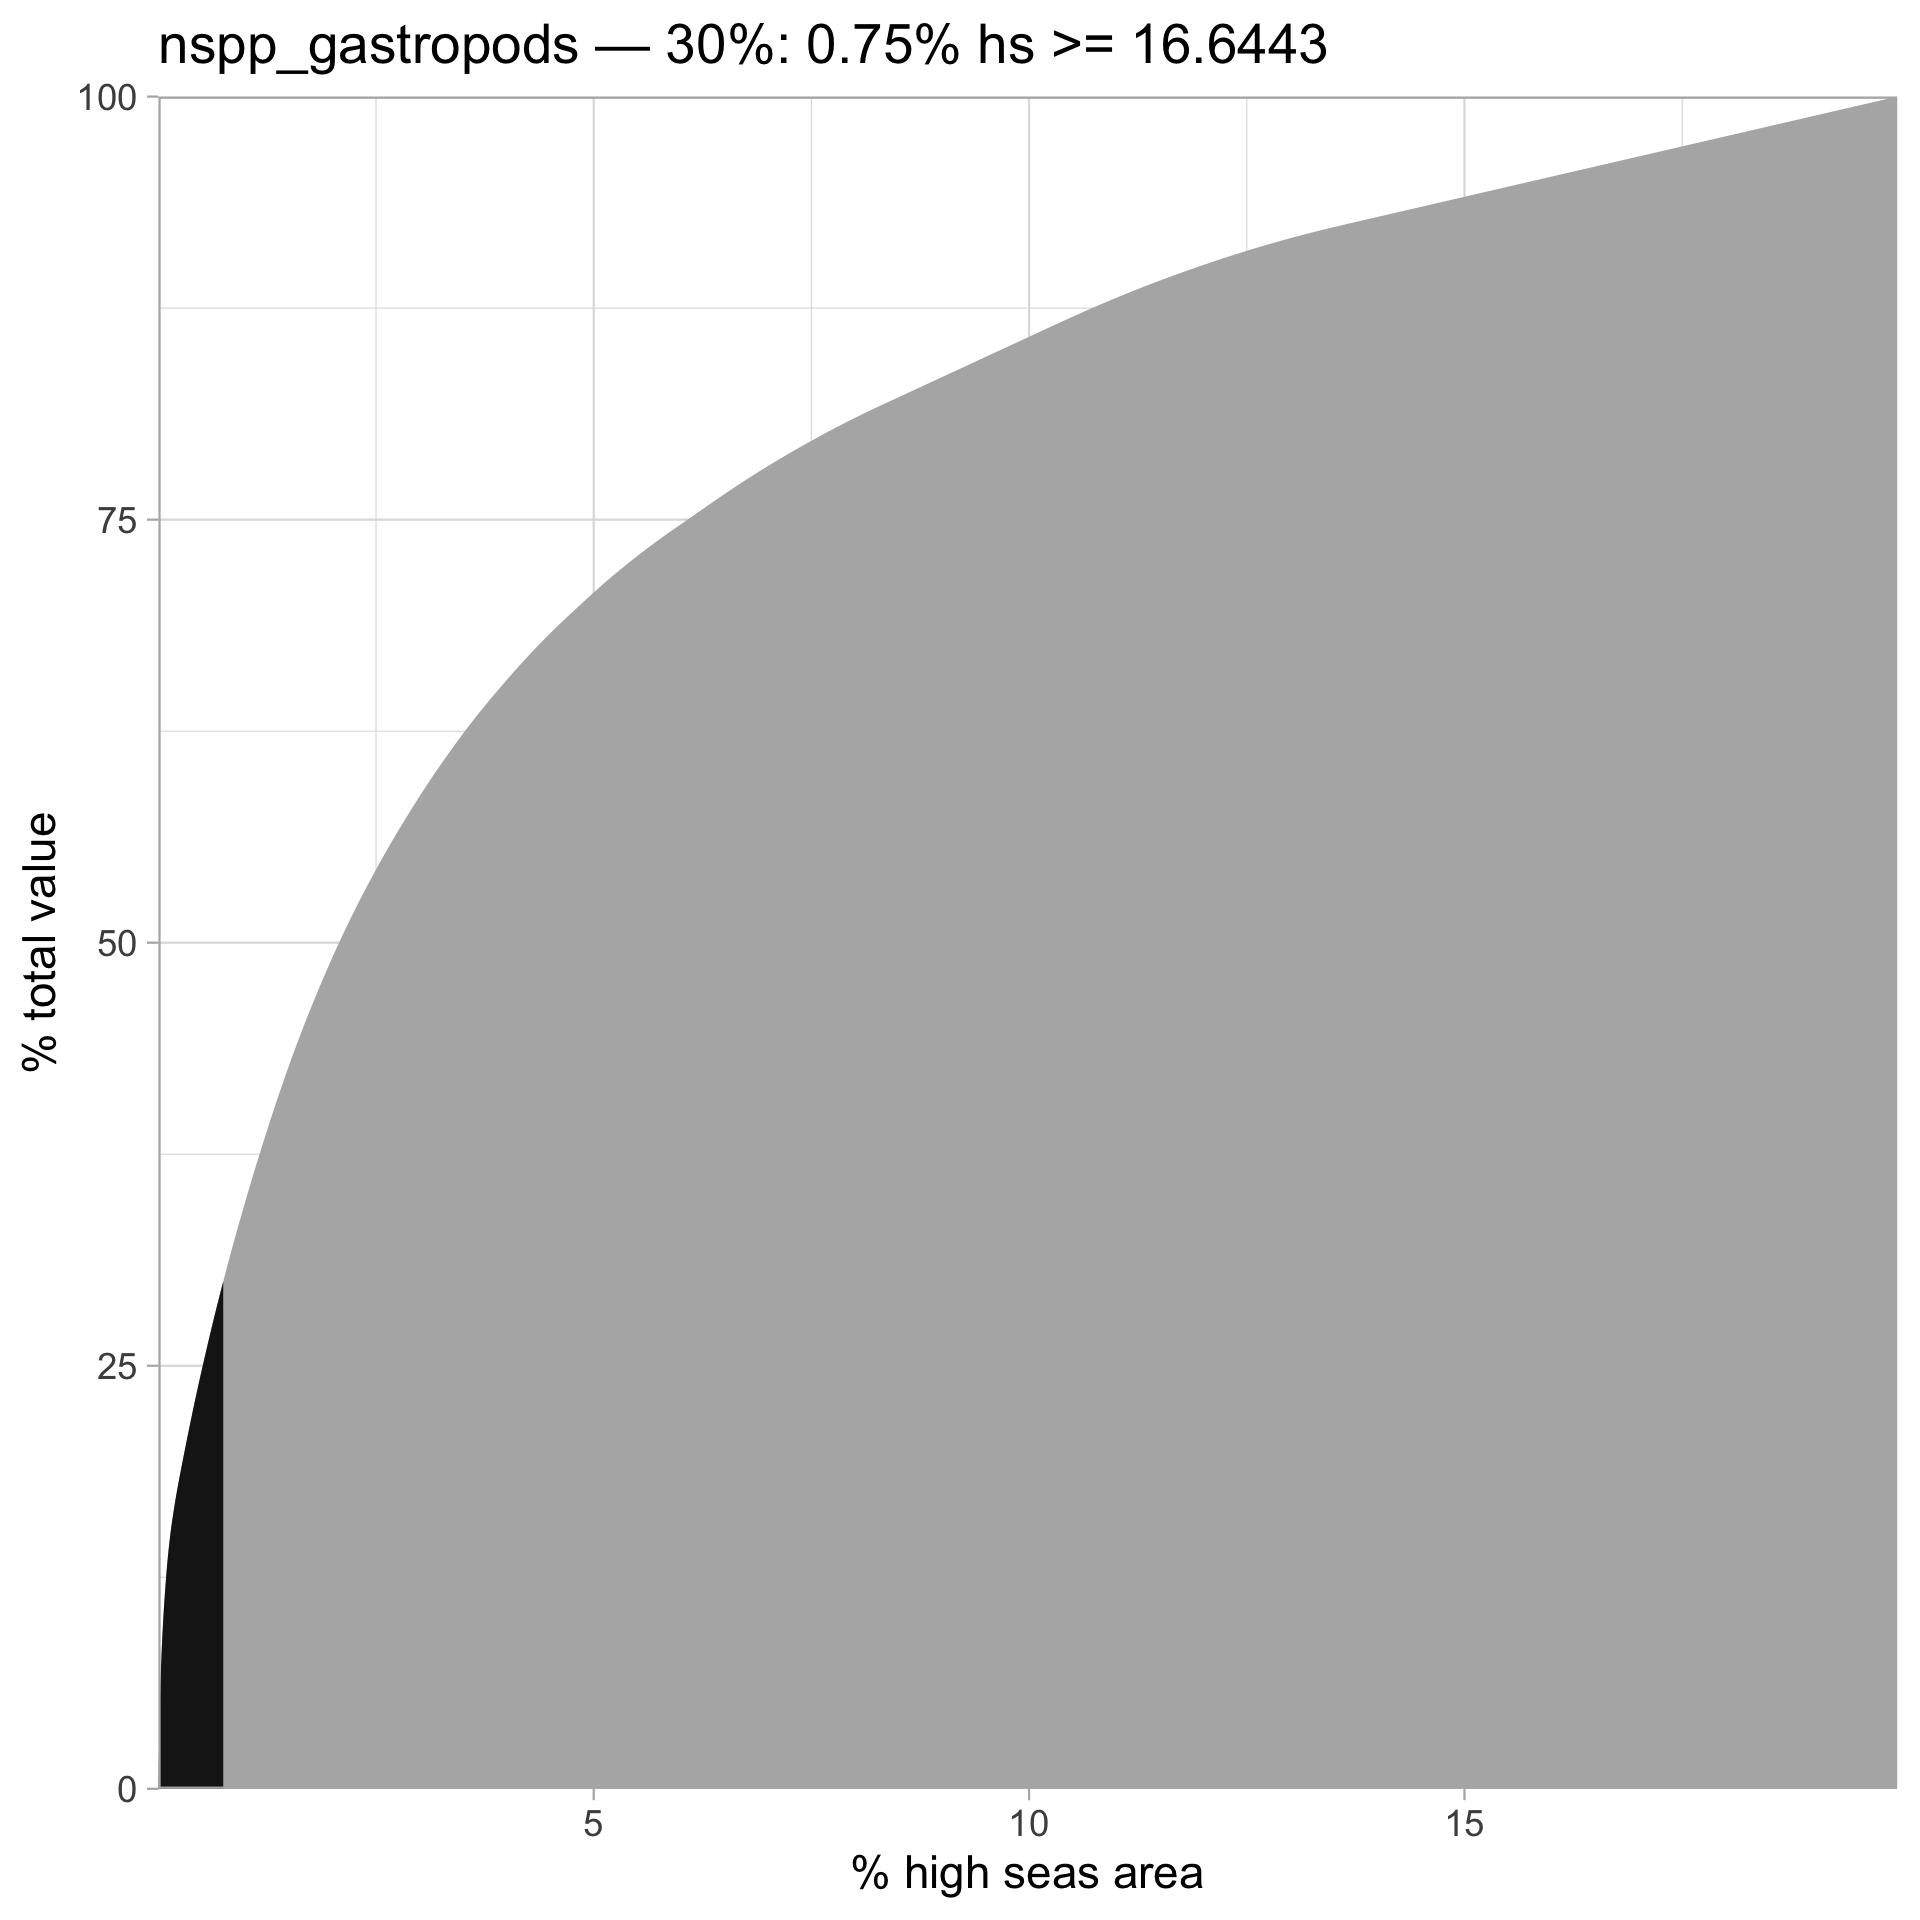 nspp_gastropods — 30%: 0.75% hs >= 16.6443
100
75
50
25
0
% total value
5 10 15
% high seas area